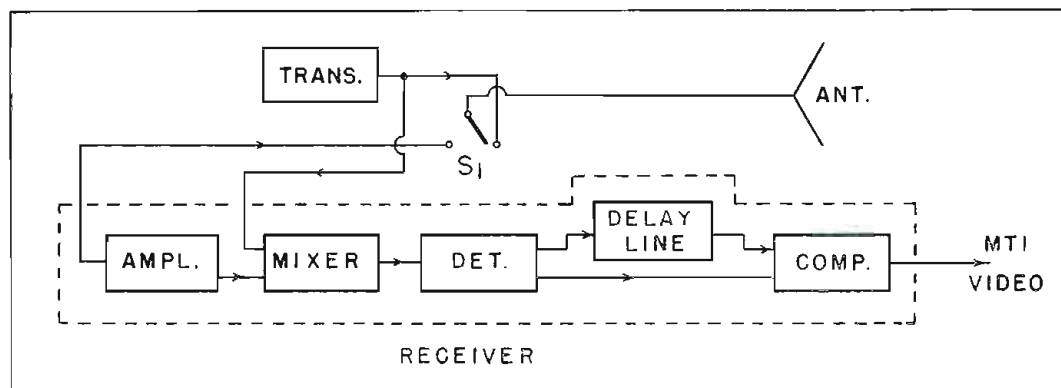 TRANS.
ANT.
S1
DELAY
LINE
AMPL.
MIXER
DET.
COMP.
MTI
VIDEO
RECEIVER